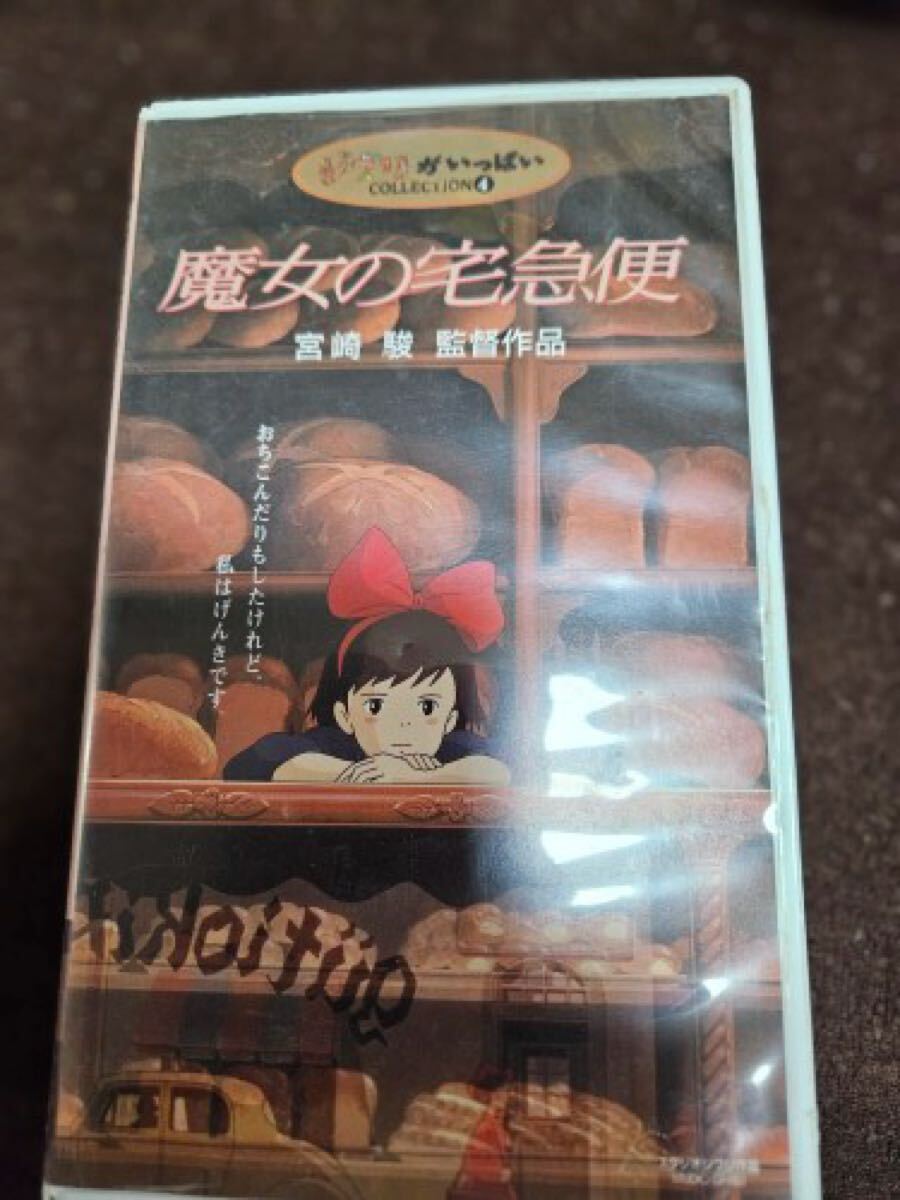 ジブリがいっぱい
COLLECTION 4
魔女の宅急便
宮崎 駿 監督作品
おちこんだりもしたけれど、
私はげんきです。